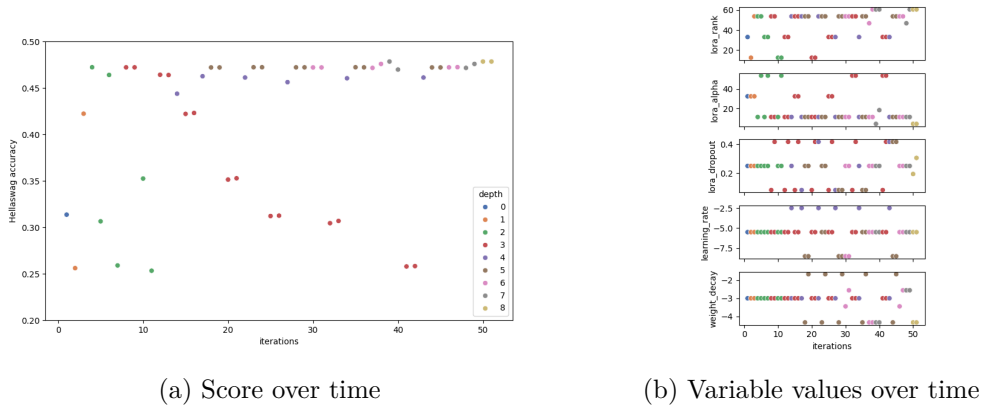 0.50
0.45
0.40
0.35
0.30
0.25
0.20
Hellaswag accuracy
0 10 20 30 40 50
iterations
depth
0
1
2
3
4
5
6
7
8
(a) Score over time
60
40
20
lora_rank
40
20
lora_alpha
0.4
0.2
lora_dropout
−2.5
−5.0
−7.5
learning_rate
−2
−3
−4
weight_decay
0 10 20 30 40 50
iterations
(b) Variable values over time